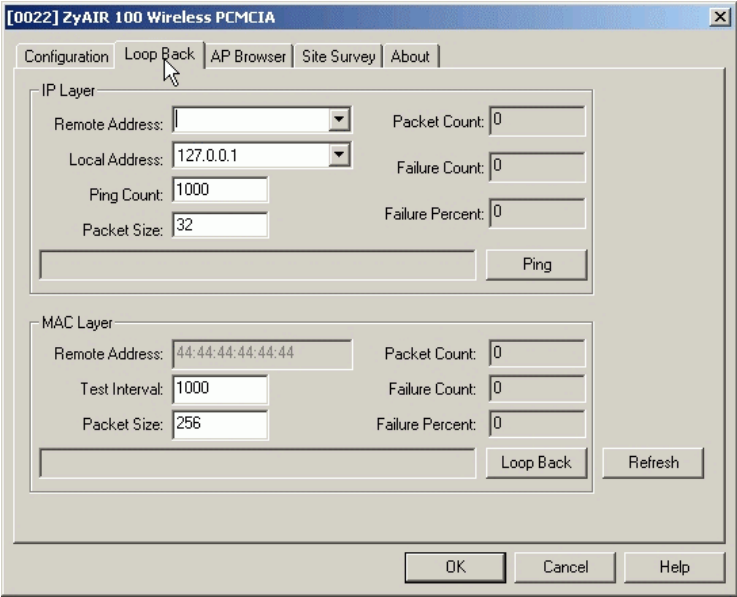 [0022] ZyAIR 100 Wireless PCMCIA
Configuration Loop Back AP Browser Site Survey About
IP Layer
Remote Address: Packet Count: 0
Local Address: 127.0.0.1 Failure Count: 0
Ping Count: 1000
Failure Percent: 0
Packet Size: 32
Ping
MAC Layer
Remote Address: 44:44:44:44:44:44 Packet Count: 0
Test Interval: 1000 Failure Count: 0
Packet Size: 256 Failure Percent: 0
Loop Back Refresh
OK Cancel Help